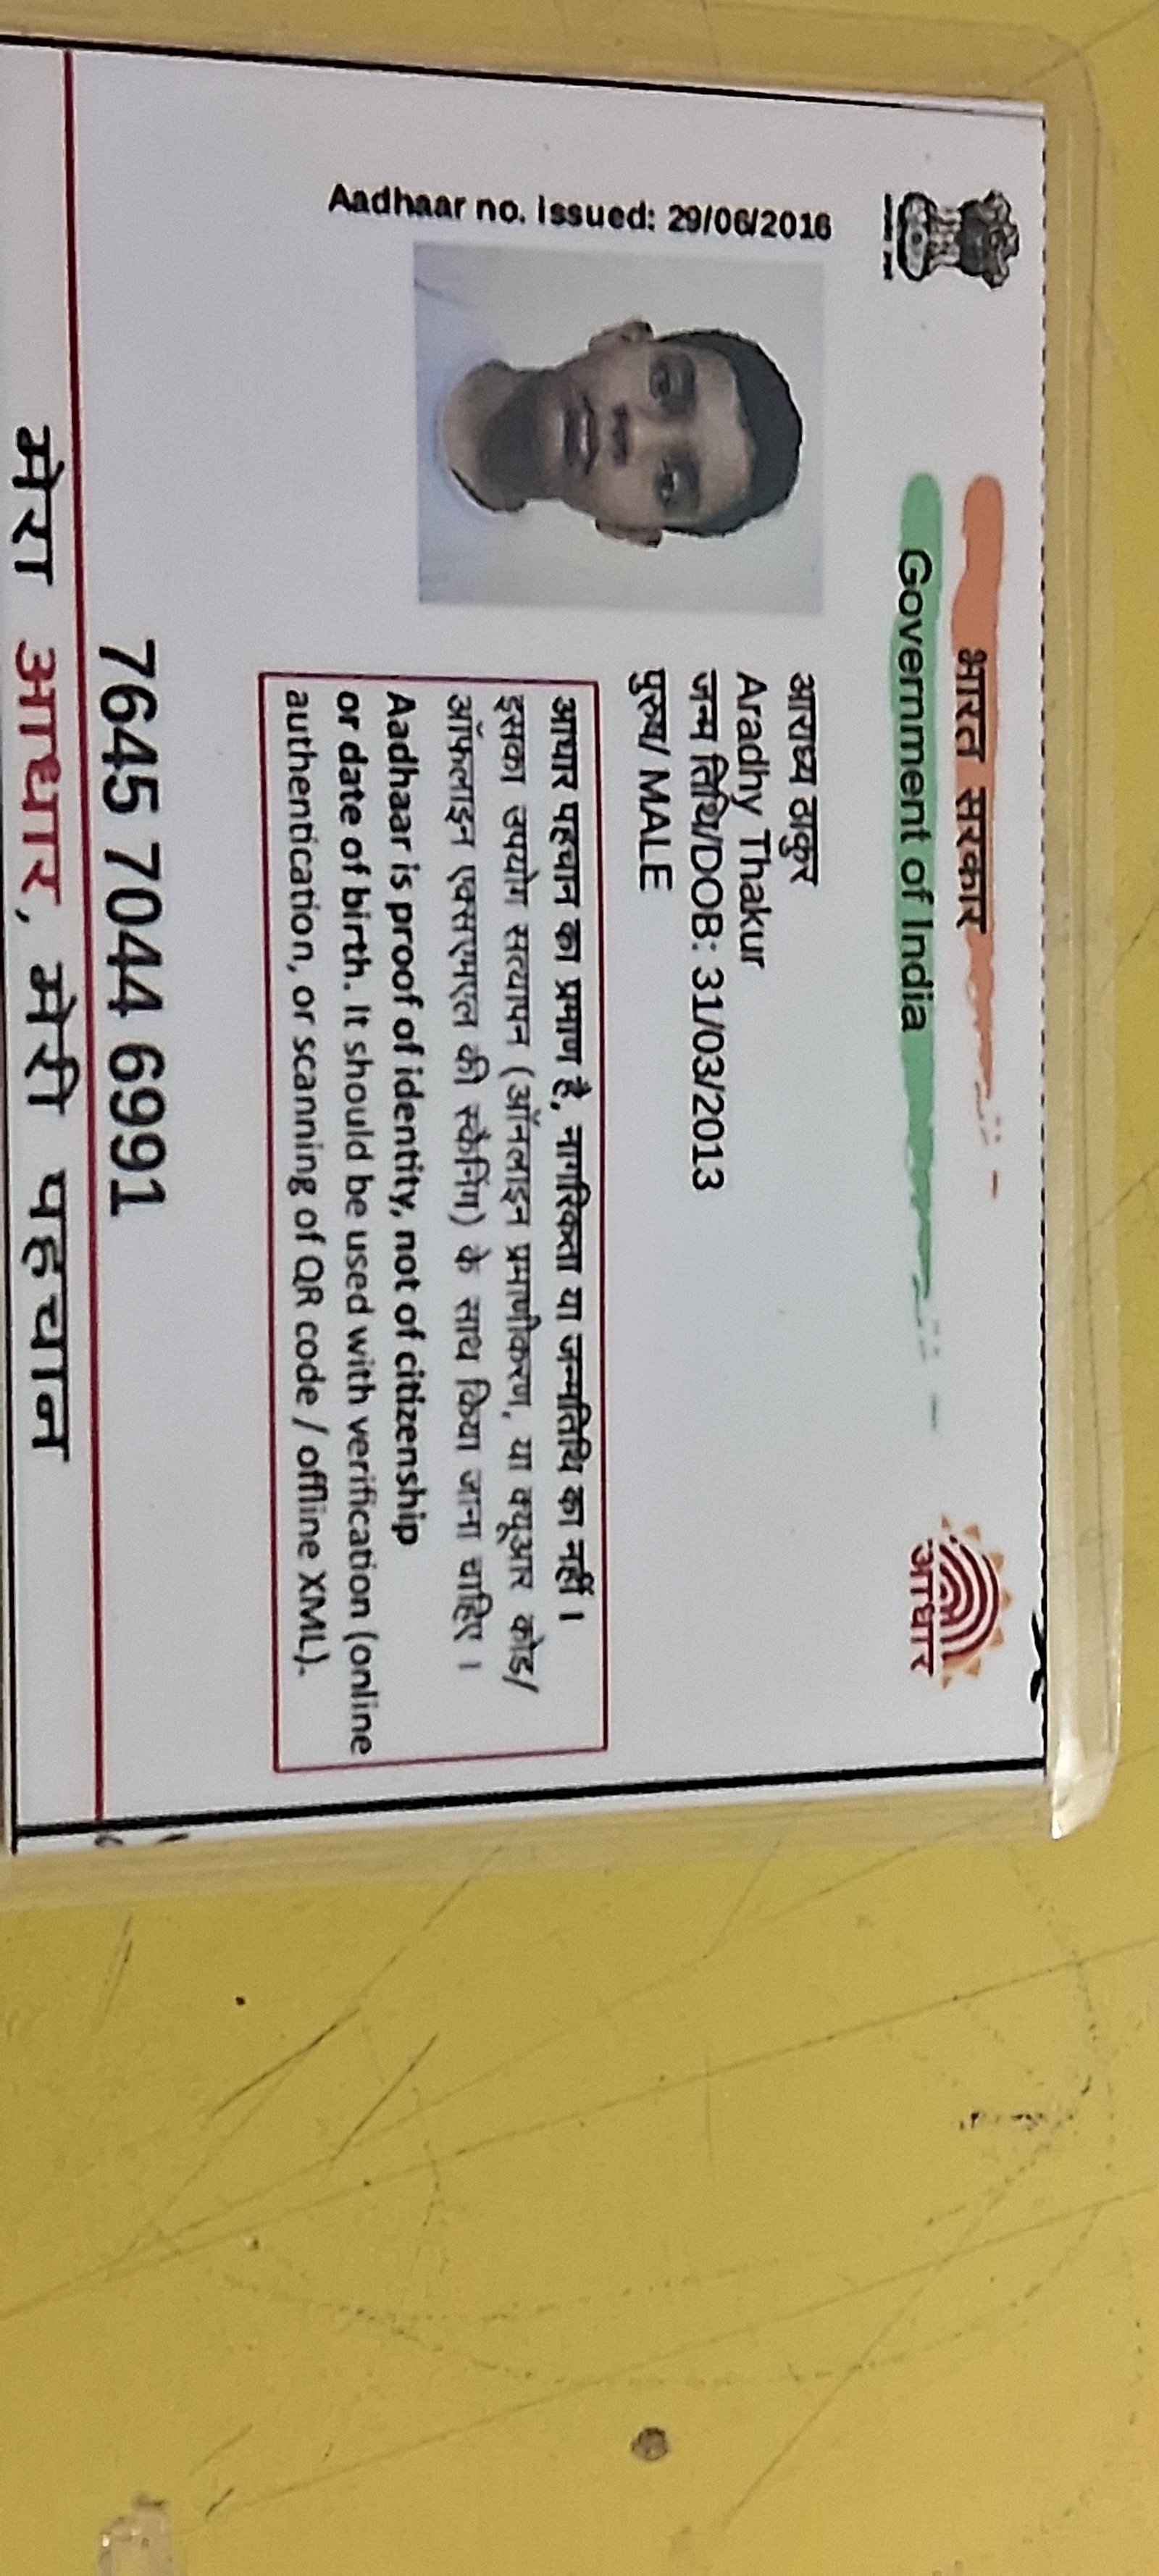 भारत सरकार
Government of India
आधार
Aadhaar no. issued: 29/06/2016
आराध्य ठाकुर
Aradhy Thakur
जन्म तिथि/DOB: 31/03/2013
पुरुष/ MALE
आधार पहचान का प्रमाण है, नागरिकता या जन्मतिथि का नहीं।
इसका उपयोग सत्यापन (ऑनलाइन प्रमाणीकरण, या क्यूआर कोड/
ऑफलाइन एक्सएमएल की स्कैनिंग) के साथ किया जाना चाहिए ।
Aadhaar is proof of identity, not of citizenship
or date of birth. It should be used with verification (online
authentication, or scanning of QR code / offline XML).
7645 7044 6991
मेरा आधार, मेरी पहचान